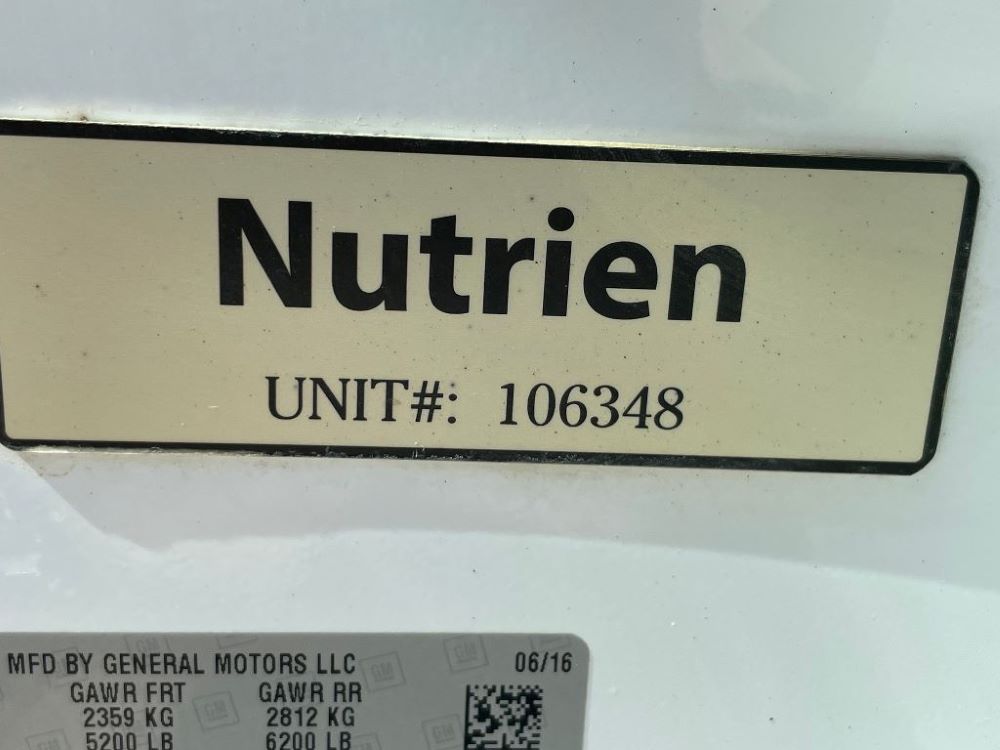 Nutrien
UNIT#: 106348
MFD BY GENERAL MOTORS LLC 06/16
GAWR FRT GAWR RR
2359 KG 2812 KG
5200 LB 6200 LB